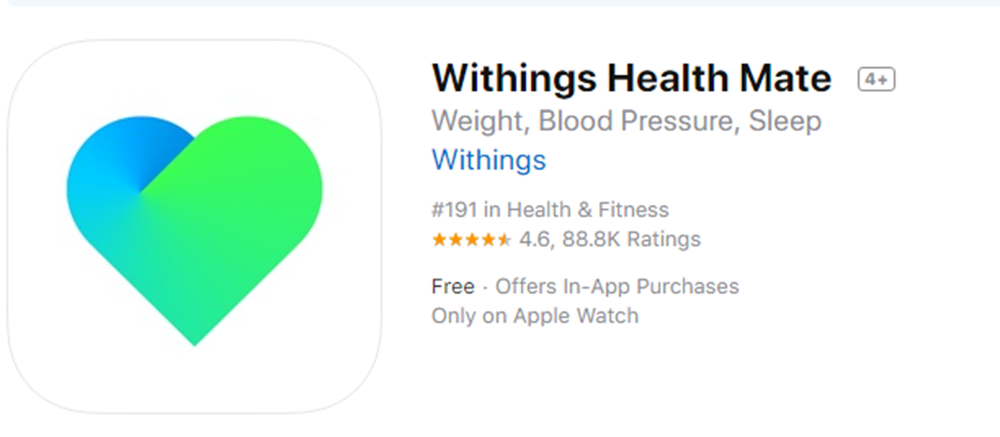 Withings Health Mate 4+
Weight, Blood Pressure, Sleep
Withings
#191 in Health & Fitness
4.6, 88.8K Ratings
Free · Offers In-App Purchases
Only on Apple Watch